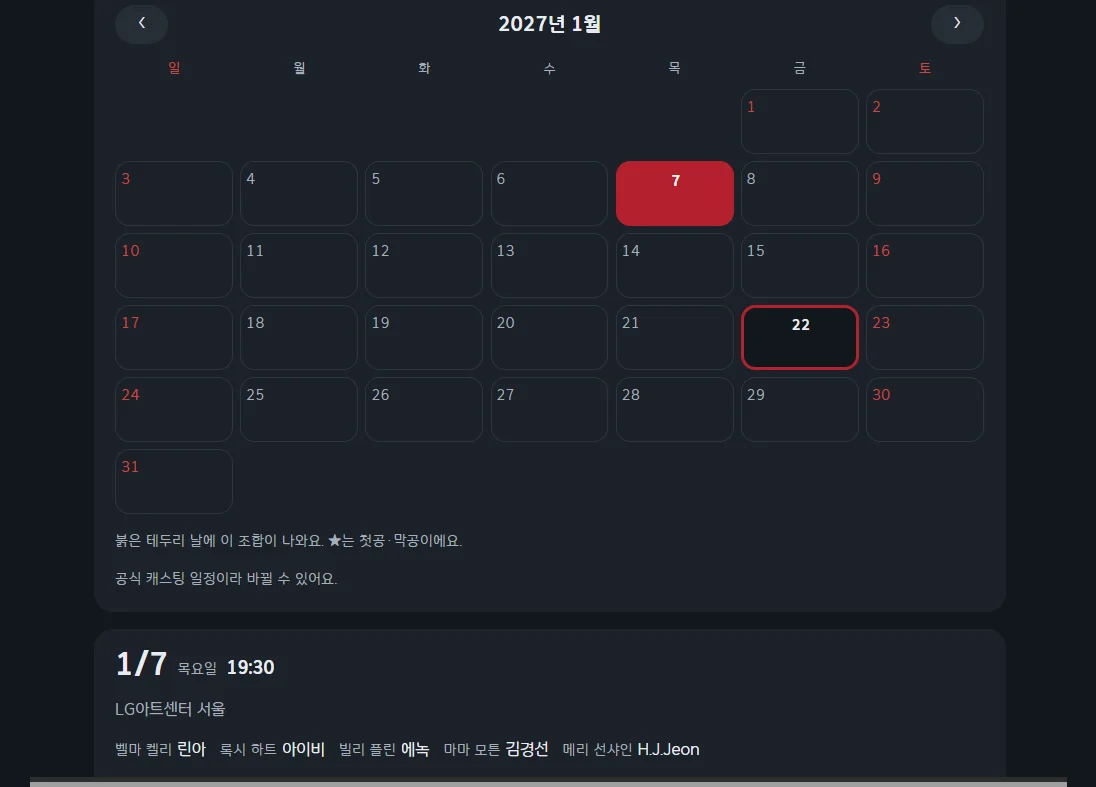 ‹ 2027년 1월 ›
일 월 화 수 목 금 토
1 2
3 4 5 6 7 8 9
10 11 12 13 14 15 16
17 18 19 20 21 22 23
24 25 26 27 28 29 30
31
붉은 테두리 날에 이 조합이 나와요. ★는 첫공·막공이에요.
공식 캐스팅 일정이라 바뀔 수 있어요.
1/7 목요일 19:30
LG아트센터 서울
벨마 켈리 린아 록시 하트 아이비 빌리 플린 에녹 마마 모튼 김경선 메리 선샤인 H.J.Jeon